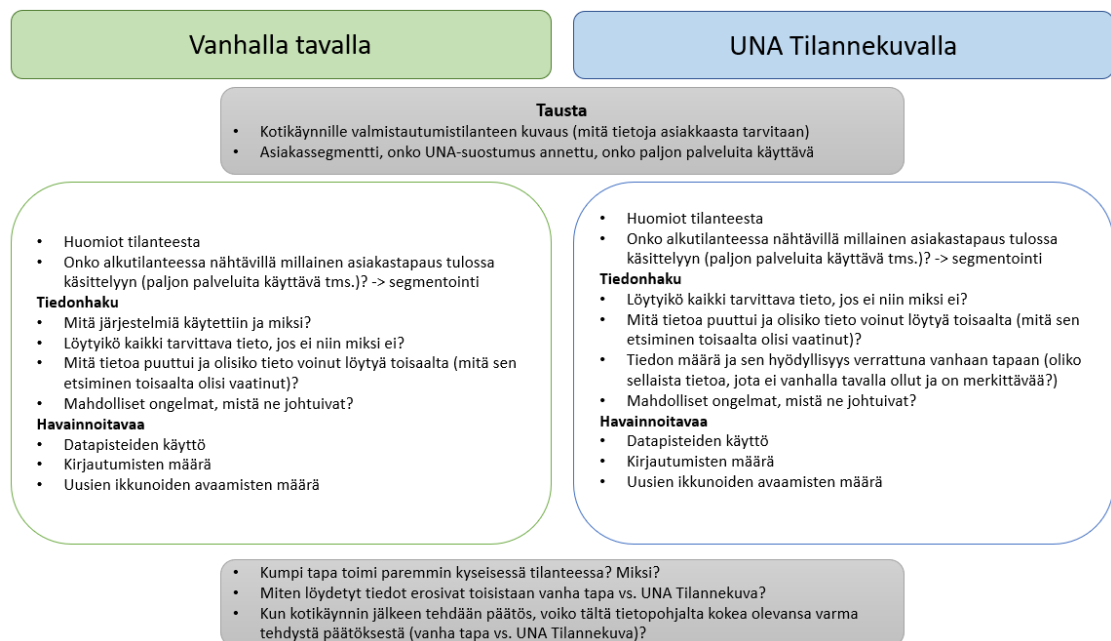 Vanhalla tavalla
UNA Tilannekuvalla
Tausta
• Kotikäynnille valmistautumistilanteen kuvaus (mitä tietoja asiakkaasta tarvitaan)
• Asiakassegmentti, onko UNA-suostumus annettu, onko paljon palveluita käyttävä
• Huomiot tilanteesta
• Onko alkutilanteessa nähtävillä millainen asiakastapaus tulossa
käsittelyyn (paljon palveluita käyttävä tms.)? -> segmentointi
Tiedonhaku
• Mitä järjestelmiä käytettiin ja miksi?
• Löytyikö kaikki tarvittava tieto, jos ei niin miksi ei?
• Mitä tietoa puuttui ja olisiko tieto voinut löytyä toisaalta (mitä sen
etsiminen toisaalta olisi vaatinut)?
• Mahdolliset ongelmat, mistä ne johtuivat?
Havainnoitavaa
• Datapisteiden käyttö
• Kirjautumisten määrä
• Uusien ikkunoiden avaamisten määrä
• Huomiot tilanteesta
• Onko alkutilanteessa nähtävillä millainen asiakastapaus tulossa
käsittelyyn (paljon palveluita käyttävä tms.)? -> segmentointi
Tiedonhaku
• Löytyikö kaikki tarvittava tieto, jos ei niin miksi ei?
• Mitä tietoa puuttui ja olisiko tieto voinut löytyä toisaalta (mitä sen
etsiminen toisaalta olisi vaatinut)?
• Tiedon määrä ja sen hyödyllisyys verrattuna vanhaan tapaan (oliko
sellaista tietoa, jota ei vanhalla tavalla ollut ja on merkittävää?)
• Mahdolliset ongelmat, mistä ne johtuivat?
Havainnoitavaa
• Datapisteiden käyttö
• Kirjautumisten määrä
• Uusien ikkunoiden avaamisten määrä
• Kumpi tapa toimi paremmin kyseisessä tilanteessa? Miksi?
• Miten löydetyt tiedot erosivat toisistaan vanha tapa vs. UNA Tilannekuva?
• Kun kotikäynnin jälkeen tehdään päätös, voiko tältä tietopohjalta kokea olevansa varma
tehdystä päätöksestä (vanha tapa vs. UNA Tilannekuva)?